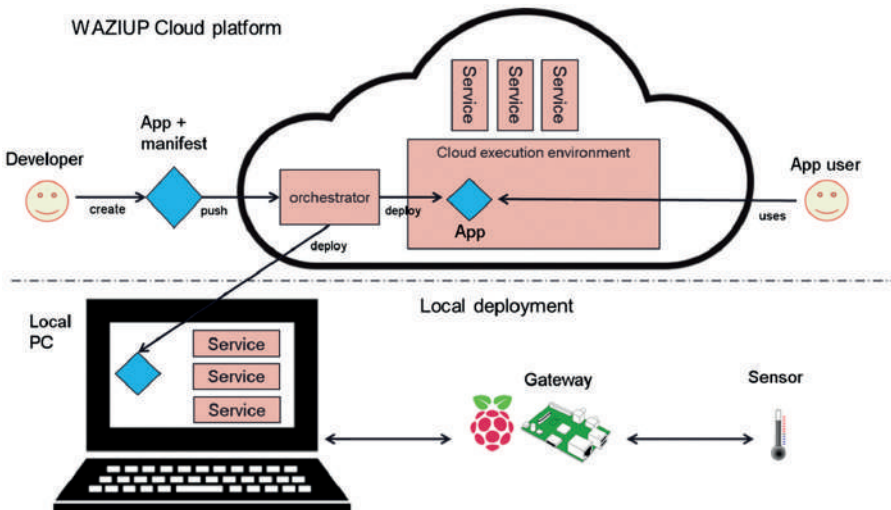 WAZIUP Cloud platform
Service
Service
Service
App +
manifest
Cloud execution environment
Developer
App user
orchestrator
create
push
deploy
uses
App
deploy
Local deployment
Local
PC
Service
Service
Service
Gateway
Sensor